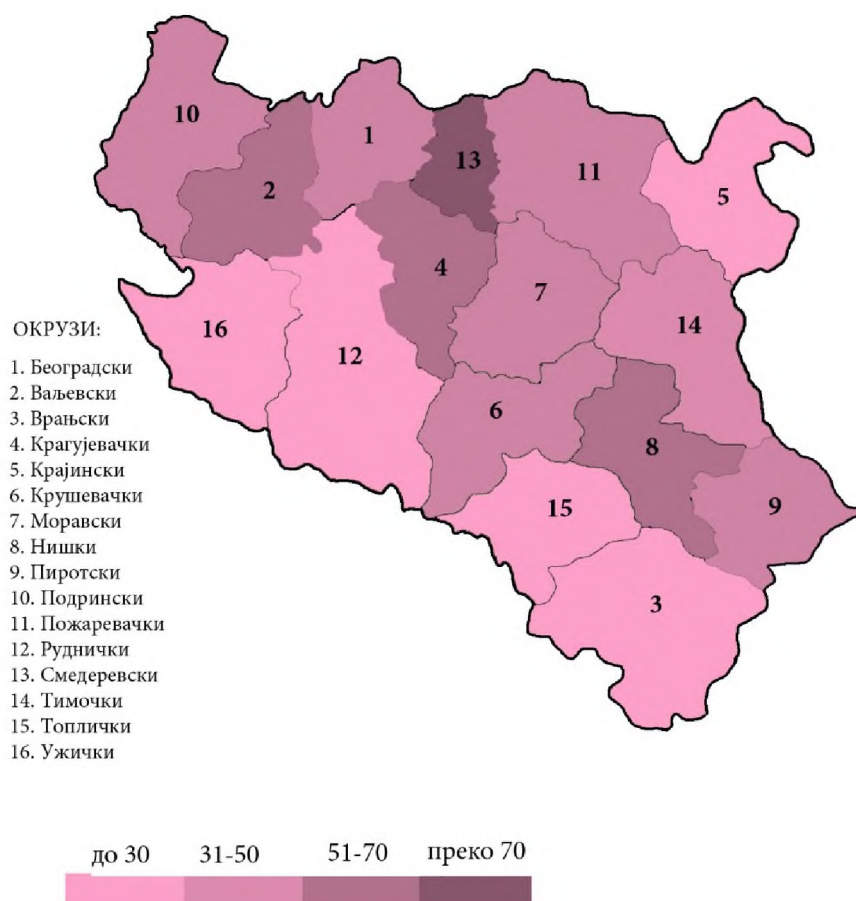 10
1
13
11
2
5
4
7
16
14
12
6
8
15
9
3
ОКРУЗИ:
1. Београдски
2. Ваљевски
3. Врањски
4. Крагујевачки
5. Крајински
6. Крушевачки
7. Моравски
8. Нишки
9. Пиротски
10. Подрински
11. Пожаревачки
12. Руднички
13. Смедеревски
14. Тимочки
15. Топлички
16. Ужички
до 30 31-50 51-70 преко 70